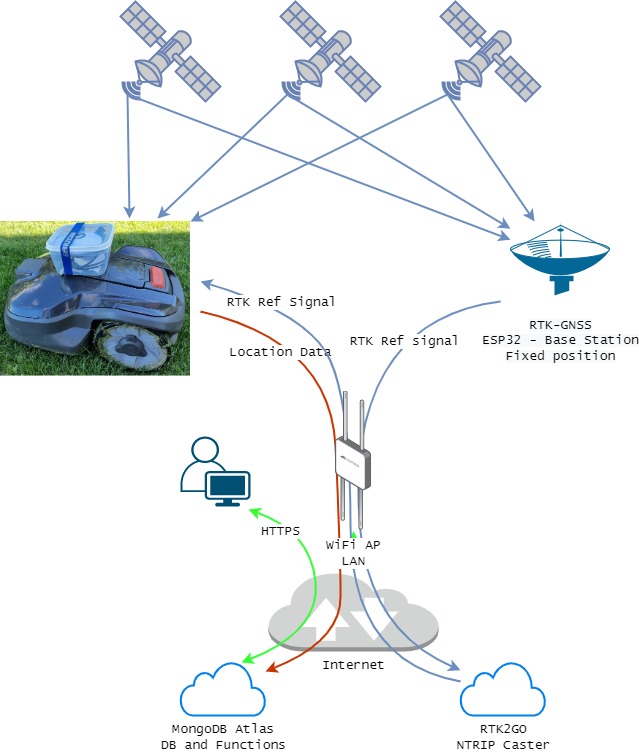 RTK Ref Signal
RTK-GNSS
ESP32 - Base Station
Fixed position
RTK Ref signal
Location Data
HTTPS
WiFi AP
LAN
Internet
MongoDB Atlas
DB and Functions
RTK2GO
NTRIP Caster